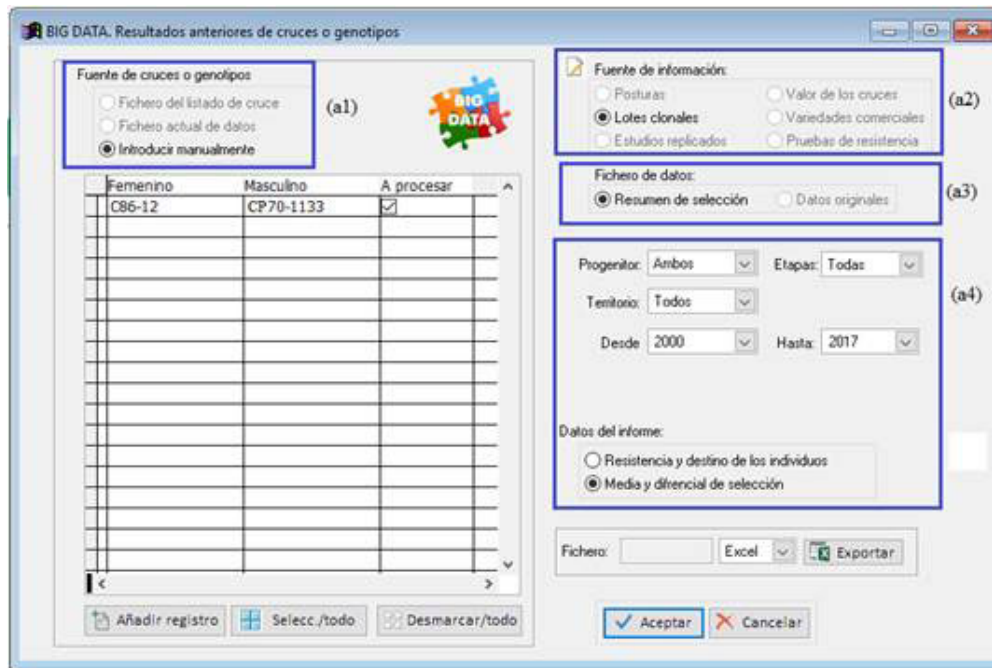 BIG DATA. Resultados anteriores de cruces o genotipos
Fuente de cruces o genotipos
Fichero del listado de cruce
Fichero actual de datos
Introducir manualmente
(a1)
BIG DATA
Femenino Masculino A procesar
C86-12 CP70-1133
Añadir registro Selecc./todo Desmarcar/todo
Fuente de información:
Posturas Valor de los cruces
Lotes clonales Variedades comerciales
Estudios replicados Pruebas de resistencia
(a2)
Fichero de datos:
Resumen de selección Datos originales
(a3)
Progenitor: Ambos Etapas: Todas
Territorio: Todos
Desde 2000 Hasta: 2017
(a4)
Datos del informe:
Resistencia y destino de los individuos
Media y difrencial de selección
Fichero: Excel Exportar
Aceptar Cancelar